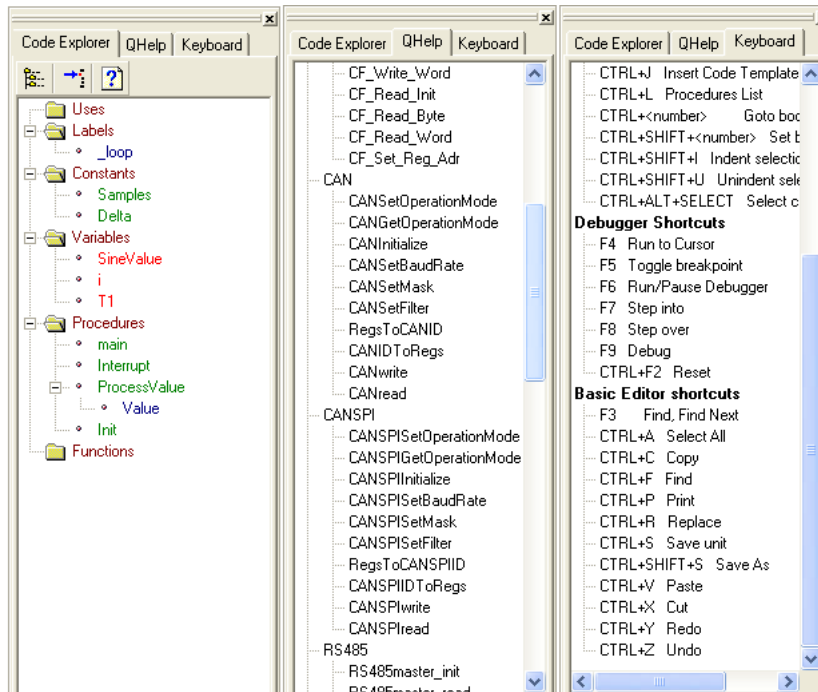 Code Explorer QHelp Keyboard
Uses
Labels
_loop
Constants
Samples
Delta
Variables
SineValue
i
T1
Procedures
main
Interrupt
ProcessValue
Value
Init
Functions
Code Explorer QHelp Keyboard
CF_Write_Word
CF_Read_Init
CF_Read_Byte
CF_Read_Word
CF_Set_Reg_Adr
CAN
CANSetOperationMode
CANGetOperationMode
CANInitialize
CANSetBaudRate
CANSetMask
CANSetFilter
RegsToCANID
CANIDToRegs
CANwrite
CANread
CANSPI
CANSPISetOperationMode
CANSPIGetOperationMode
CANSPIInitialize
CANSPISetBaudRate
CANSPISetMask
CANSPISetFilter
RegsToCANSPIID
CANSPIIDToRegs
CANSPIwrite
CANSPIread
RS485
RS485master_init
RS485master_read
Code Explorer QHelp Keyboard
CTRL+J Insert Code Template
CTRL+L Procedures List
CTRL+<number> Goto boo
CTRL+SHIFT+<number> Set b
CTRL+SHIFT+I Indent selectio
CTRL+SHIFT+U Unindent sele
CTRL+ALT+SELECT Select c
Debugger Shortcuts
F4 Run to Cursor
F5 Toggle breakpoint
F6 Run/Pause Debugger
F7 Step into
F8 Step over
F9 Debug
CTRL+F2 Reset
Basic Editor shortcuts
F3 Find, Find Next
CTRL+A Select All
CTRL+C Copy
CTRL+F Find
CTRL+P Print
CTRL+R Replace
CTRL+S Save unit
CTRL+SHIFT+S Save As
CTRL+V Paste
CTRL+X Cut
CTRL+Y Redo
CTRL+Z Undo